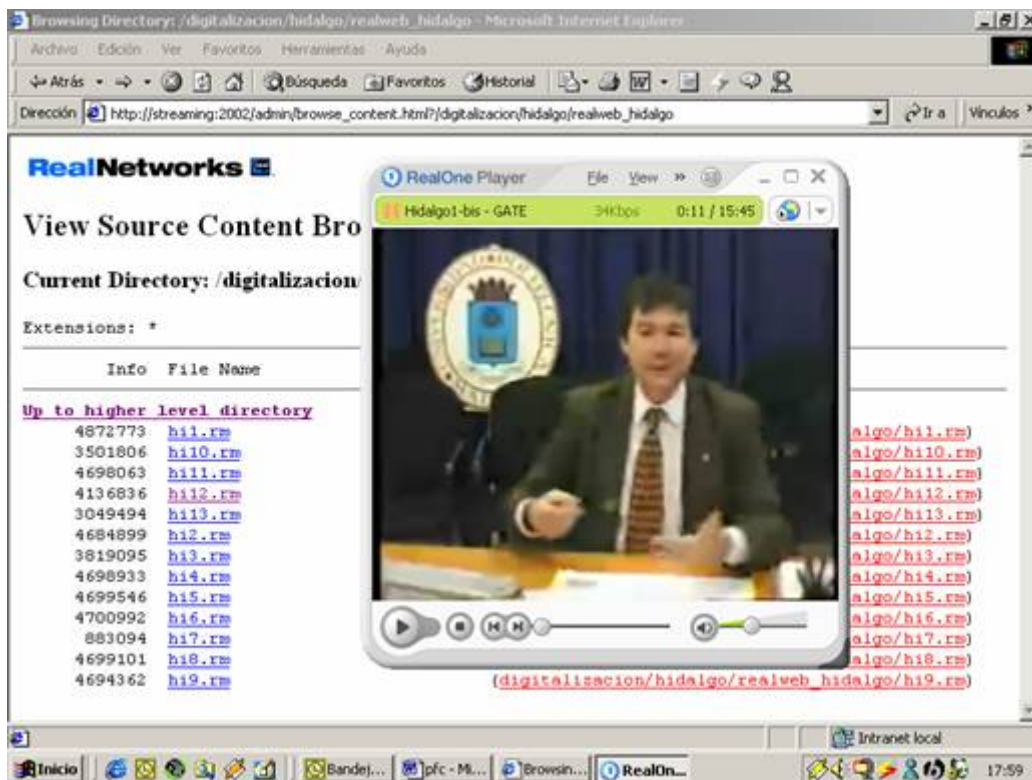 Browsing Directory: /digitalizacion/hidalgo/realweb_hidalgo - Microsoft Internet Explorer
Archivo Edición Ver Favoritos Herramientas Ayuda
Atrás Búsqueda Favoritos Historial
Dirección http://streaming:2002/admin/browse_content.html?/digitalizacion/hidalgo/realweb_hidalgo Ir a Vínculos »
RealNetworks
RealOne Player File View »
Hidalgo1-bis - GATE 34Kbps 0:11 / 15:45
View Source Content Bro
Current Directory: /digitalizacion/
Extensions: *
Info File Name
Up to higher level directory
4872773 hi1.rm algo/hi1.rm)
3501806 hi10.rm algo/hi10.rm)
4698063 hi11.rm algo/hi11.rm)
4136836 hi12.rm algo/hi12.rm)
3049494 hi13.rm algo/hi13.rm)
4684899 hi2.rm algo/hi2.rm)
3819095 hi3.rm algo/hi3.rm)
4698933 hi4.rm algo/hi4.rm)
4699546 hi5.rm algo/hi5.rm)
4700992 hi6.rm algo/hi6.rm)
883094 hi7.rm algo/hi7.rm)
4699101 hi8.rm algo/hi8.rm)
4694362 hi9.rm (digitalizacion/hidalgo/realweb_hidalgo/hi9.rm)
Intranet local
Inicio Bandej... pfc - Mi... Browsin... RealOn... 17:59